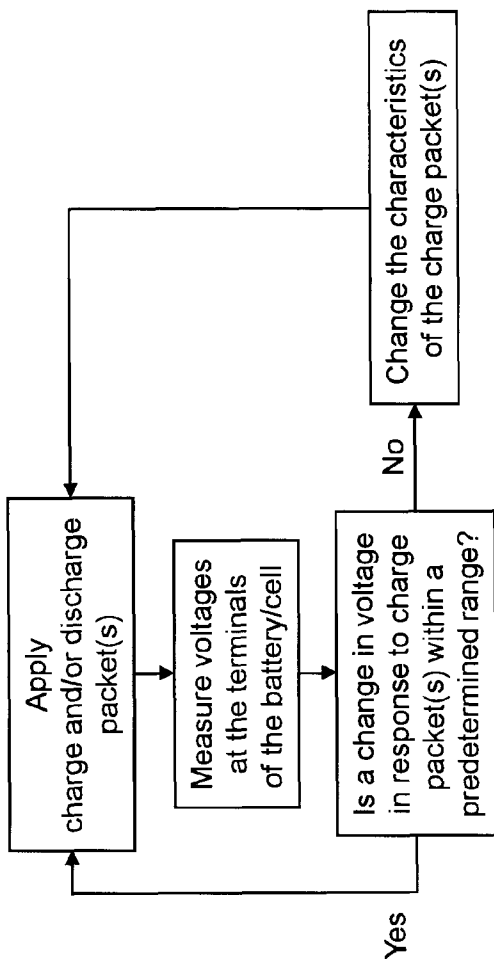 Apply
charge and/or discharge
packet(s)
Measure voltages
at the terminals
of the battery/cell
Is a change in voltage
in response to charge
packet(s) within a
predetermined range?
Yes
No
Change the characteristics
of the charge packet(s)